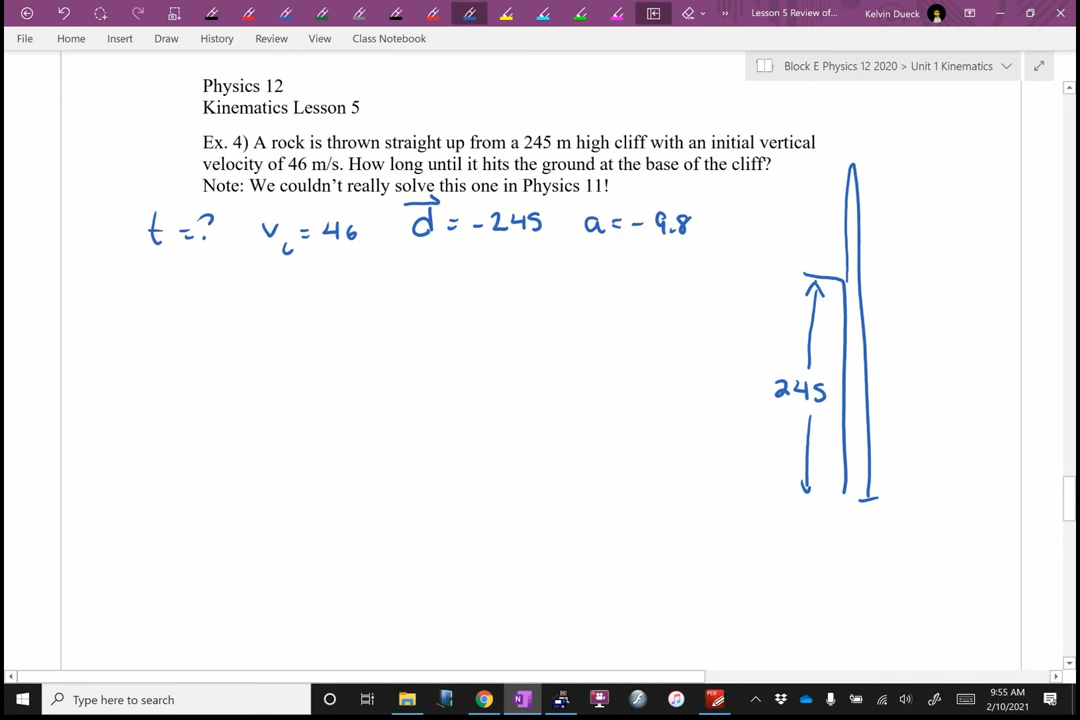 Lesson 5 Review of...
Kelvin Dueck
File Home Insert Draw History Review View Class Notebook
Block E Physics 12 2020 > Unit 1 Kinematics
Physics 12
Kinematics Lesson 5
Ex. 4) A rock is thrown straight up from a 245 m high cliff with an initial vertical
velocity of 46 m/s. How long until it hits the ground at the base of the cliff?
Note: We couldn't really solve this one in Physics 11!
t = ? vᵢ = 46 d⃗ = -245 a = -9.8
245
Type here to search
PDF
9:55 AM
2/10/2021